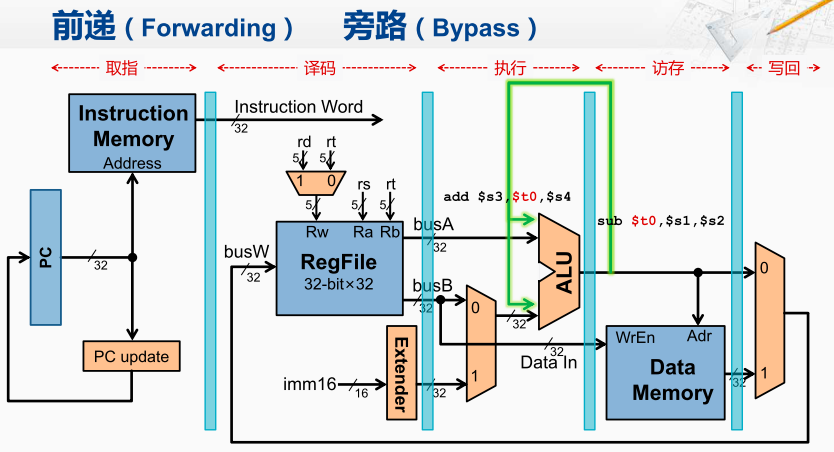 前递（Forwarding） 旁路（Bypass）
取指 译码 执行 访存 写回
Instruction Memory
Address
Instruction Word
32
rd rt
5 5
1 0
5
rs rt
5 5
Rw Ra Rb
RegFile
32-bit×32
busW
32
busA
32
busB
32
PC
32
PC update
imm16
16
Extender
32
0
1
32
add $s3,$t0,$s4
ALU
sub $t0,$s1,$s2
32
Data In
WrEn Adr
Data Memory
32
0
1